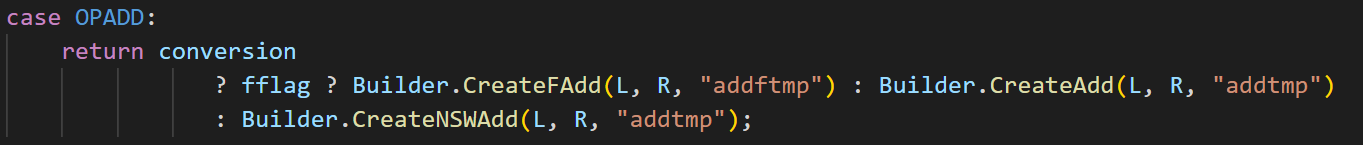 case OPADD:
return conversion
? fflag ? Builder.CreateFAdd(L, R, "addftmp") : Builder.CreateAdd(L, R, "addtmp")
: Builder.CreateNSWAdd(L, R, "addtmp");